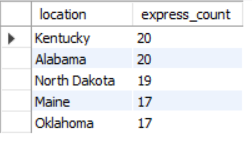 location express_count
Kentucky 20
Alabama 20
North Dakota 19
Maine 17
Oklahoma 17